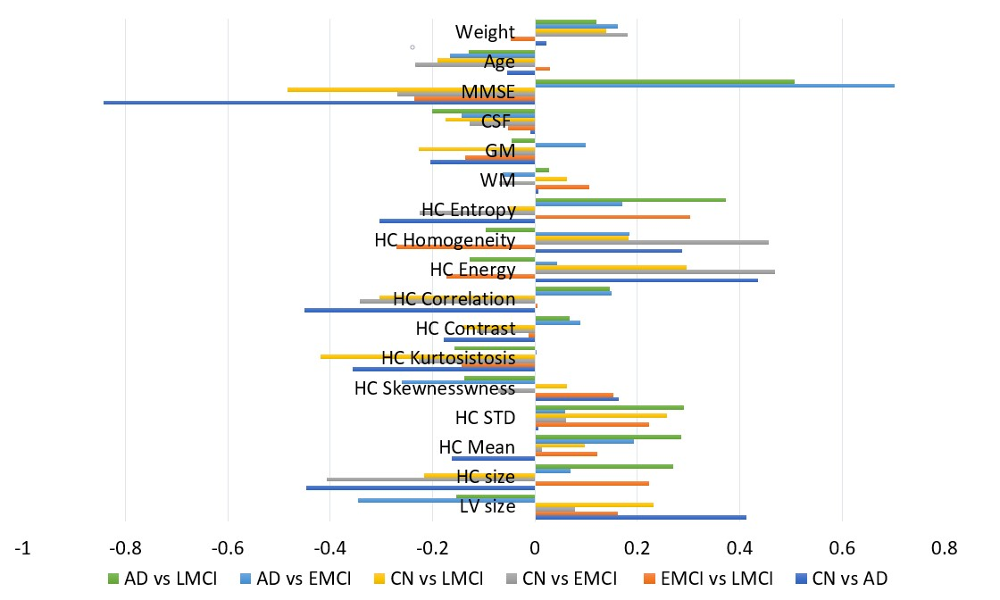 Weight
Age
MMSE
CSF
GM
WM
HC Entropy
HC Homogeneity
HC Energy
HC Correlation
HC Contrast
HC Kurtosistosis
HC Skewnesswness
HC STD
HC Mean
HC size
LV size
-1 -0.8 -0.6 -0.4 -0.2 0 0.2 0.4 0.6 0.8
AD vs LMCI AD vs EMCI CN vs LMCI CN vs EMCI EMCI vs LMCI CN vs AD